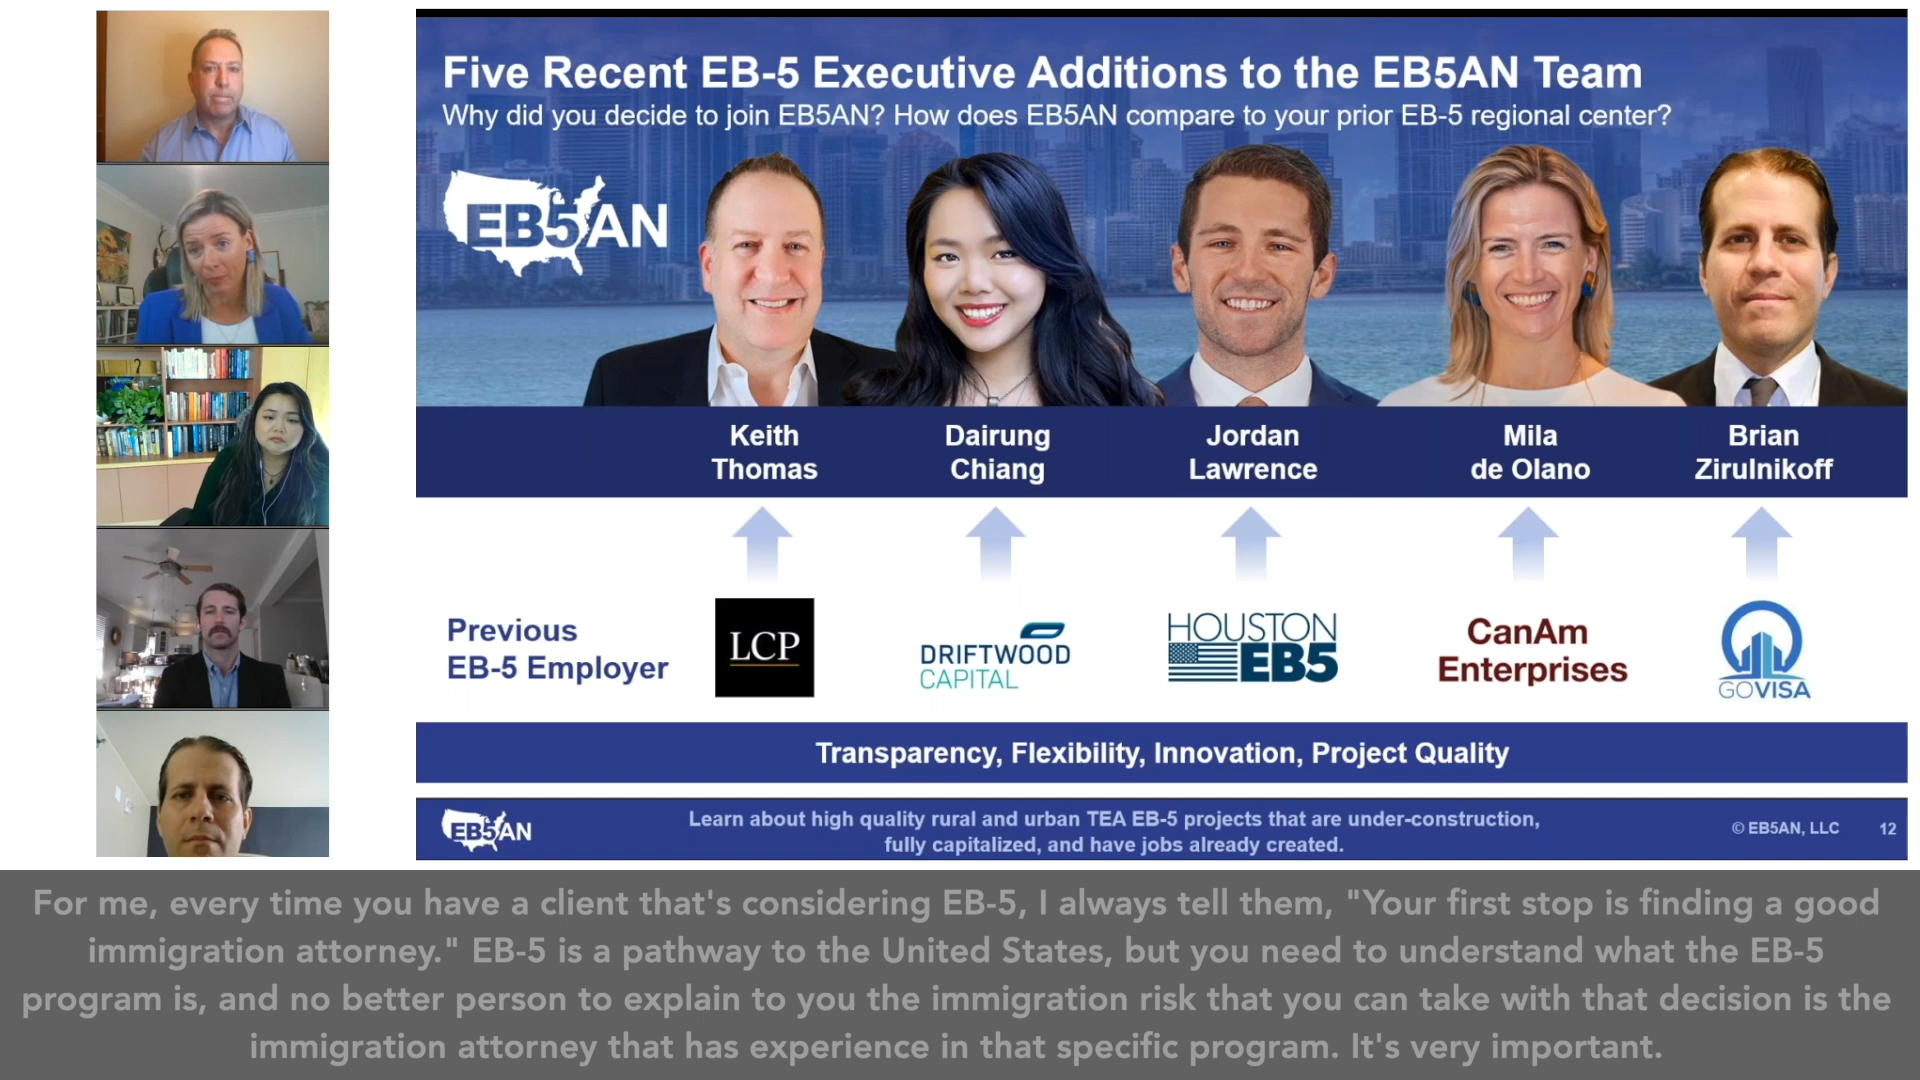 Five Recent EB-5 Executive Additions to the EB5AN Team
Why did you decide to join EB5AN? How does EB5AN compare to your prior EB-5 regional center?
EB5AN
Keith
Thomas
Dairung
Chiang
Jordan
Lawrence
Mila
de Olano
Brian
Zirulnikoff
Previous
EB-5 Employer
LCP
DRIFTWOOD
CAPITAL
HOUSTON
EB5
CanAm
Enterprises
GOVISA
Transparency, Flexibility, Innovation, Project Quality
EB5AN
Learn about high quality rural and urban TEA EB-5 projects that are under-construction,
fully capitalized, and have jobs already created.
© EB5AN, LLC 12
For me, every time you have a client that's considering EB-5, I always tell them, "Your first stop is finding a good
immigration attorney." EB-5 is a pathway to the United States, but you need to understand what the EB-5
program is, and no better person to explain to you the immigration risk that you can take with that decision is the
immigration attorney that has experience in that specific program. It's very important.